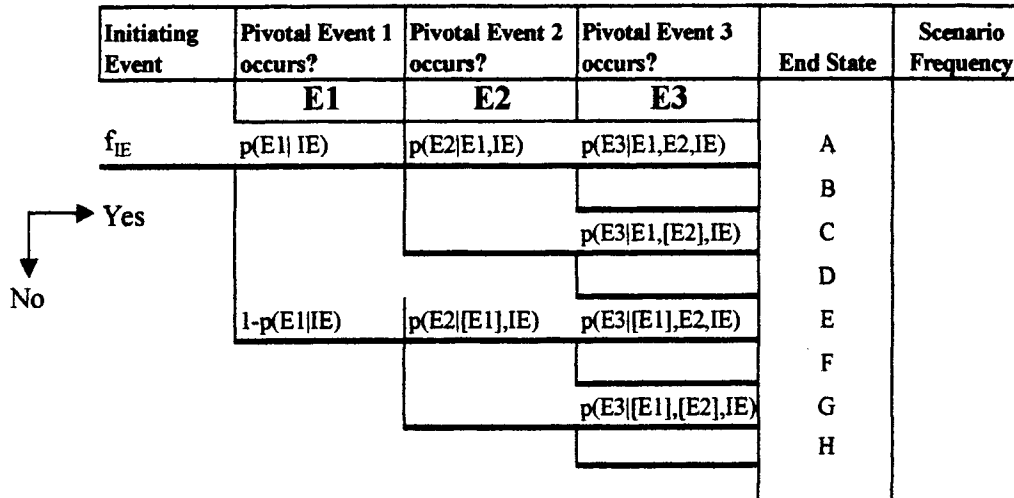 Initiating Event
Pivotal Event 1 occurs?
Pivotal Event 2 occurs?
Pivotal Event 3 occurs?
End State
Scenario Frequency
E1
E2
E3
f_IE
p(E1| IE)
p(E2|E1,IE)
p(E3|E1,E2,IE)
A
B
Yes
p(E3|E1,[E2],IE)
C
D
No
1-p(E1|IE)
p(E2|[E1],IE)
p(E3|[E1],E2,IE)
E
F
p(E3|[E1],[E2],IE)
G
H